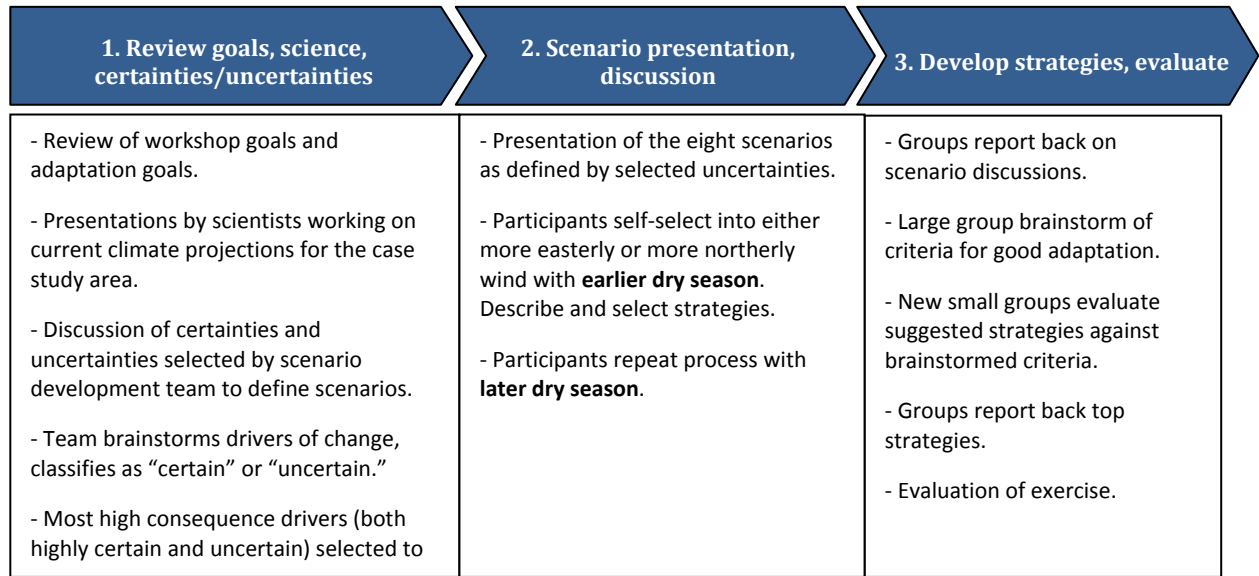 1. Review goals, science,
certainties/uncertainties
2. Scenario presentation,
discussion
3. Develop strategies, evaluate
- Review of workshop goals and
adaptation goals.
- Presentations by scientists working on
current climate projections for the case
study area.
- Discussion of certainties and
uncertainties selected by scenario
development team to define scenarios.
- Team brainstorms drivers of change,
classifies as “certain” or “uncertain.”
- Most high consequence drivers (both
highly certain and uncertain) selected to
- Presentation of the eight scenarios
as defined by selected uncertainties.
- Participants self-select into either
more easterly or more northerly
wind with earlier dry season.
Describe and select strategies.
- Participants repeat process with
later dry season.
- Groups report back on
scenario discussions.
- Large group brainstorm of
criteria for good adaptation.
- New small groups evaluate
suggested strategies against
brainstormed criteria.
- Groups report back top
strategies.
- Evaluation of exercise.